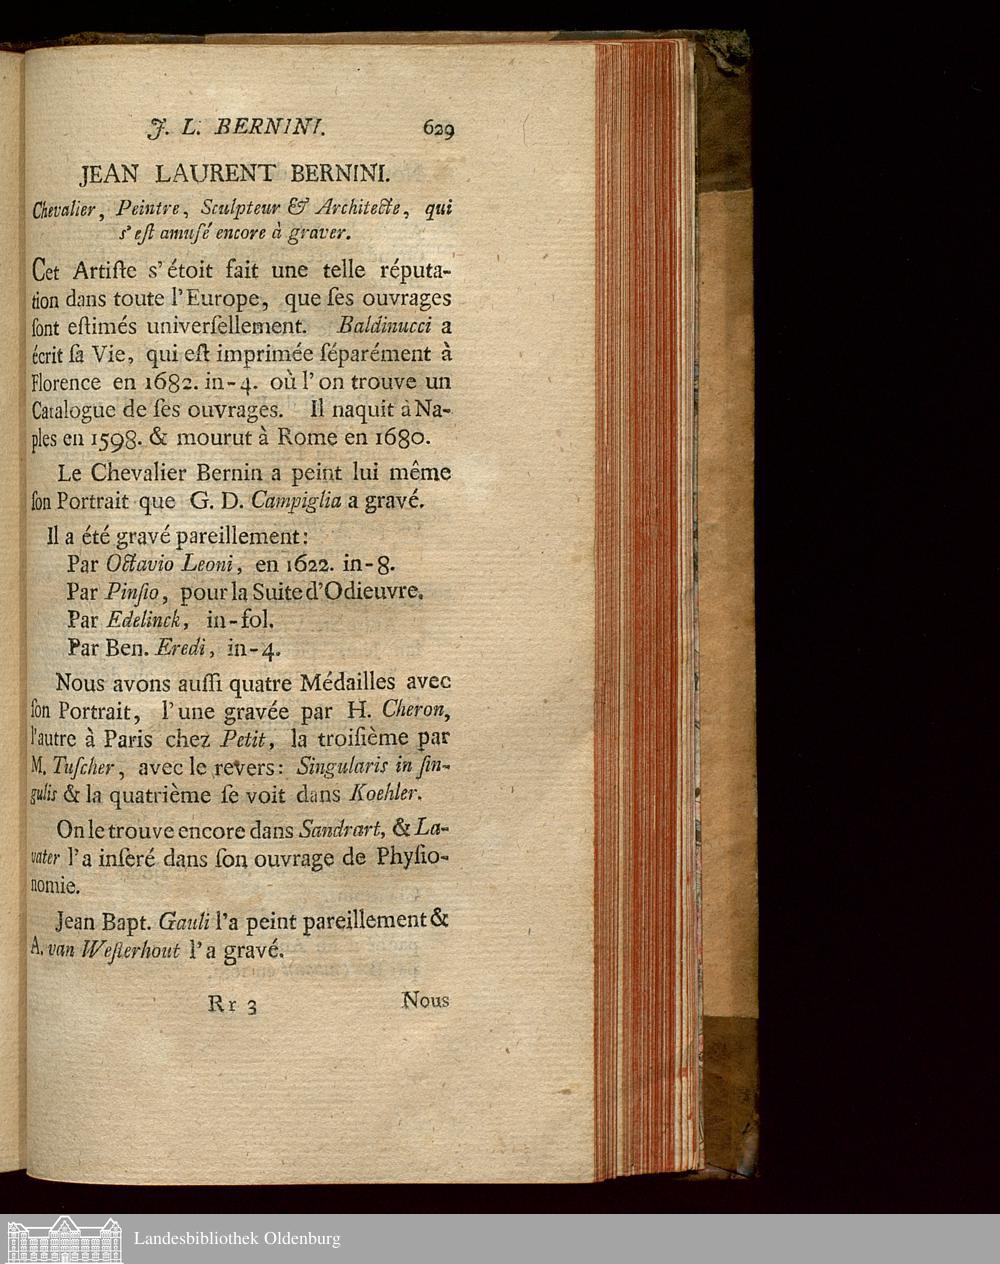 J. L. BERNINI. 629
JEAN LAURENT BERNINI.
Chevalier, Peintre, Sculpteur & Architecte, qui
s'eſt amuſé encore à graver.
Cet Artiſte s'étoit fait une telle réputa-
tion dans toute l'Europe, que ſes ouvrages
ſont eſtimés univerſellement. Baldinucci a
écrit ſa Vie, qui eſt imprimée ſéparément à
Florence en 1682. in-4. où l'on trouve un
Catalogue de ſes ouvrages. Il naquit à Na-
ples en 1598. & mourut à Rome en 1680.
Le Chevalier Bernin a peint lui même
ſon Portrait que G. D. Campiglia a gravé.
Il a été gravé pareillement:
Par Octavio Leoni, en 1622. in-8.
Par Pinſio, pour la Suite d'Odieuvre.
Par Edelinck, in-fol.
Par Ben. Eredi, in-4.
Nous avons auſſi quatre Médailles avec
ſon Portrait, l'une gravée par H. Cheron,
l'autre à Paris chez Petit, la troiſième par
M. Tuſcher, avec le revers: Singularis in ſin-
gulis & la quatrième ſe voit dans Koehler.
On le trouve encore dans Sandrart, & La-
vater l'a inſeré dans ſon ouvrage de Phyſio-
nomie.
Jean Bapt. Gauli l'a peint pareillement &
A. van Weſterhout l'a gravé.
Rr 3 Nous
Landesbibliothek Oldenburg